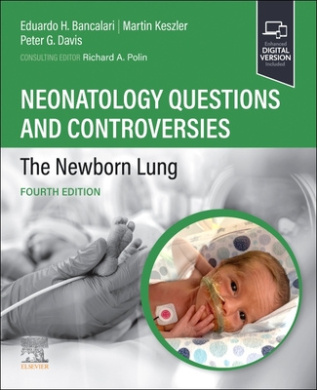 Eduardo H. Bancalari | Martin Keszler
Peter G. Davis
CONSULTING EDITOR Richard A. Polin
Enhanced
DIGITAL
VERSION
Included
NEONATOLOGY QUESTIONS
AND CONTROVERSIES
The Newborn Lung
FOURTH EDITION
ELSEVIER